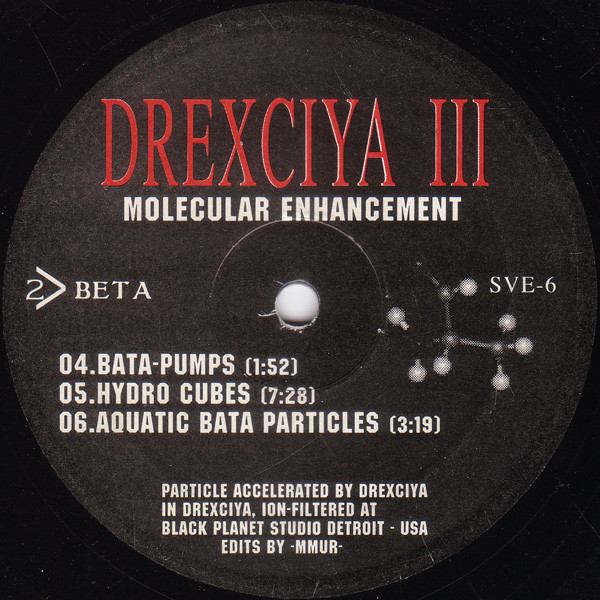 DREXCIYA III
MOLECULAR ENHANCEMENT
2> BETA
SVE-6
04.BATA-PUMPS (1:52)
05.HYDRO CUBES (7:28)
06.AQUATIC BATA PARTICLES (3:19)
PARTICLE ACCELERATED BY DREXCIYA
IN DREXCIYA, ION-FILTERED AT
BLACK PLANET STUDIO DETROIT - USA
EDITS BY -MMUR-